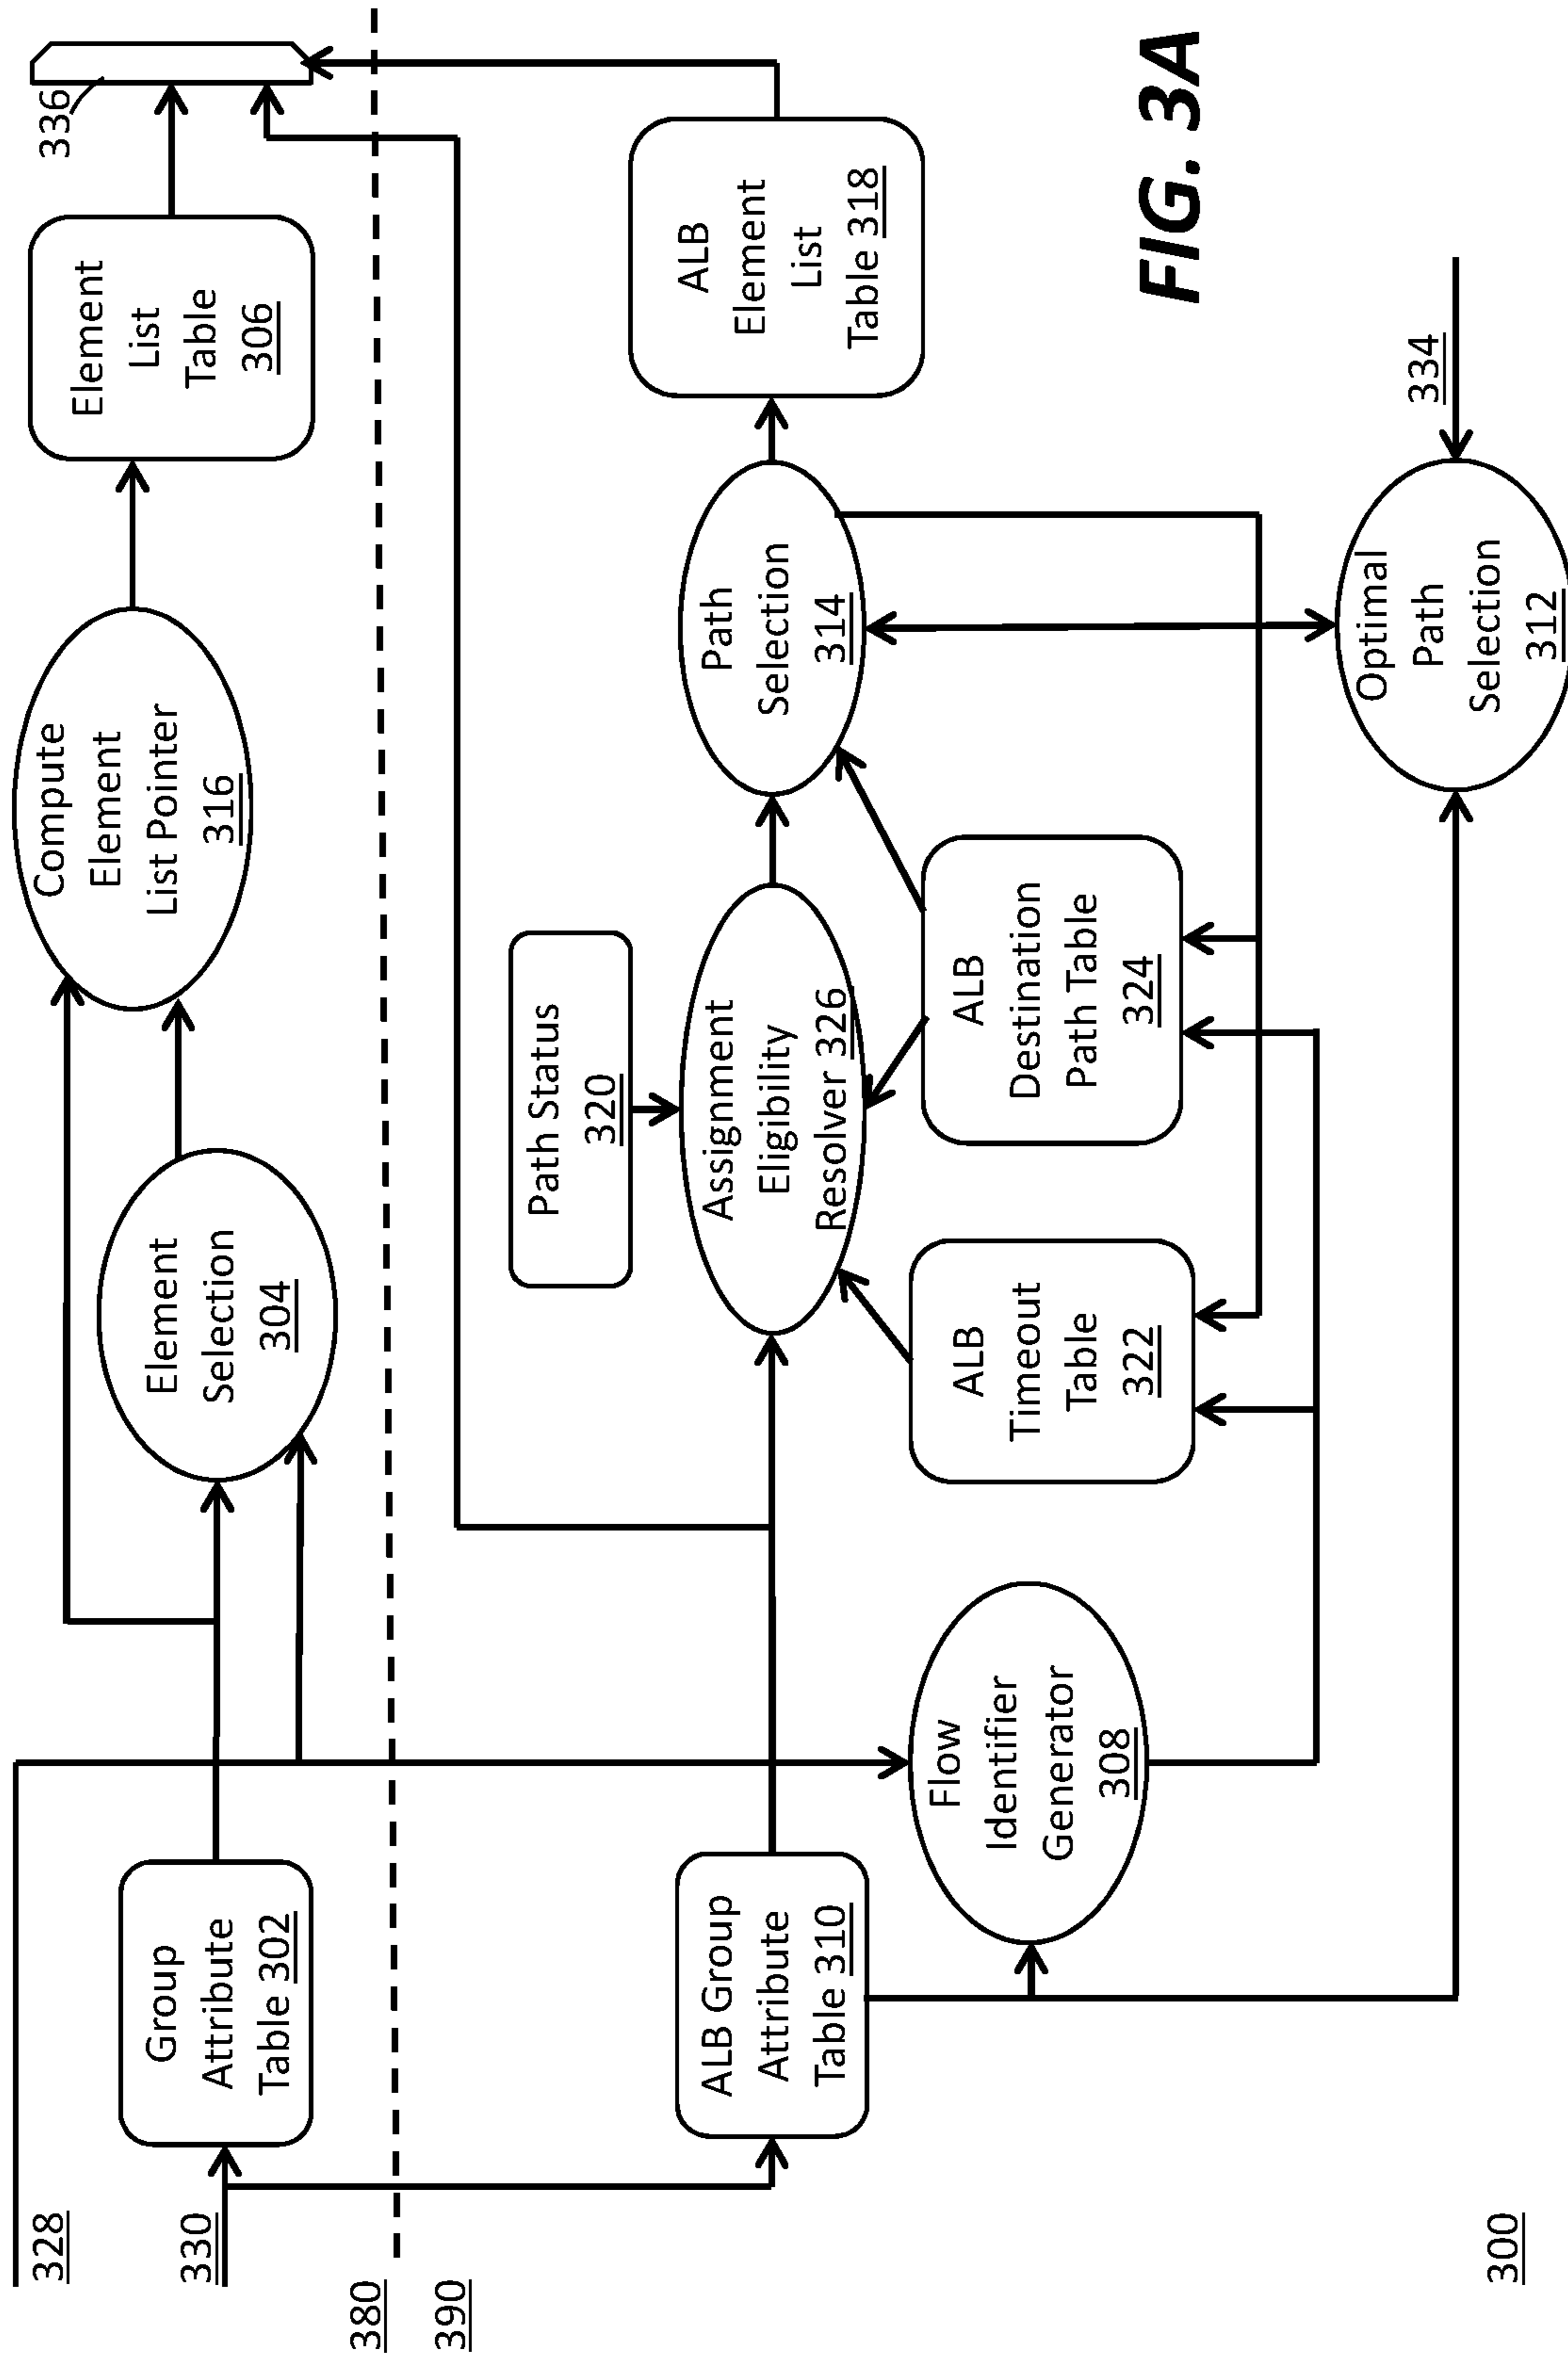 328
330
Group
Attribute
Table 302
Element
Selection
304
Compute
Element
List Pointer
316
Element
List
Table
306
336
380
390
ALB Group
Attribute
Table 310
Path Status
320
Assignment
Eligibility
Resolver 326
Path
Selection
314
ALB
Element
List
Table 318
Flow
Identifier
Generator
308
ALB
Timeout
Table
322
ALB
Destination
Path Table
324
Optimal
Path
Selection
312
334
300
FIG. 3A